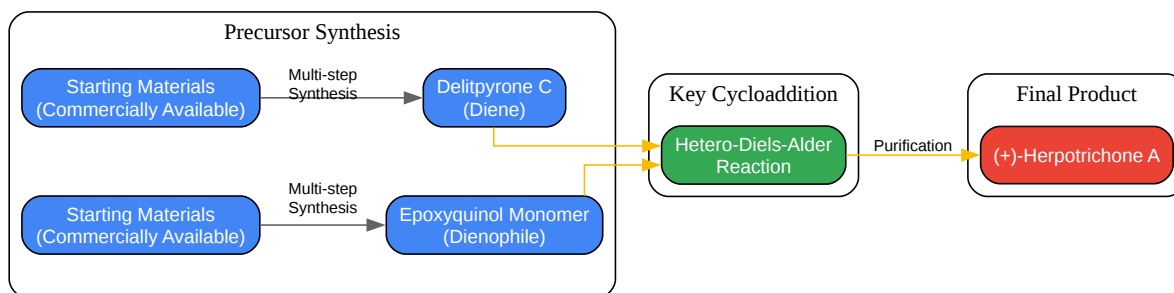 Precursor Synthesis
Starting Materials
(Commercially Available)
Multi-step
Synthesis
Delitpyrone C
(Diene)
Starting Materials
(Commercially Available)
Multi-step
Synthesis
Epoxyquinol Monomer
(Dienophile)
Key Cycloaddition
Hetero-Diels-Alder
Reaction
Purification
Final Product
(+)-Herpotrichone A